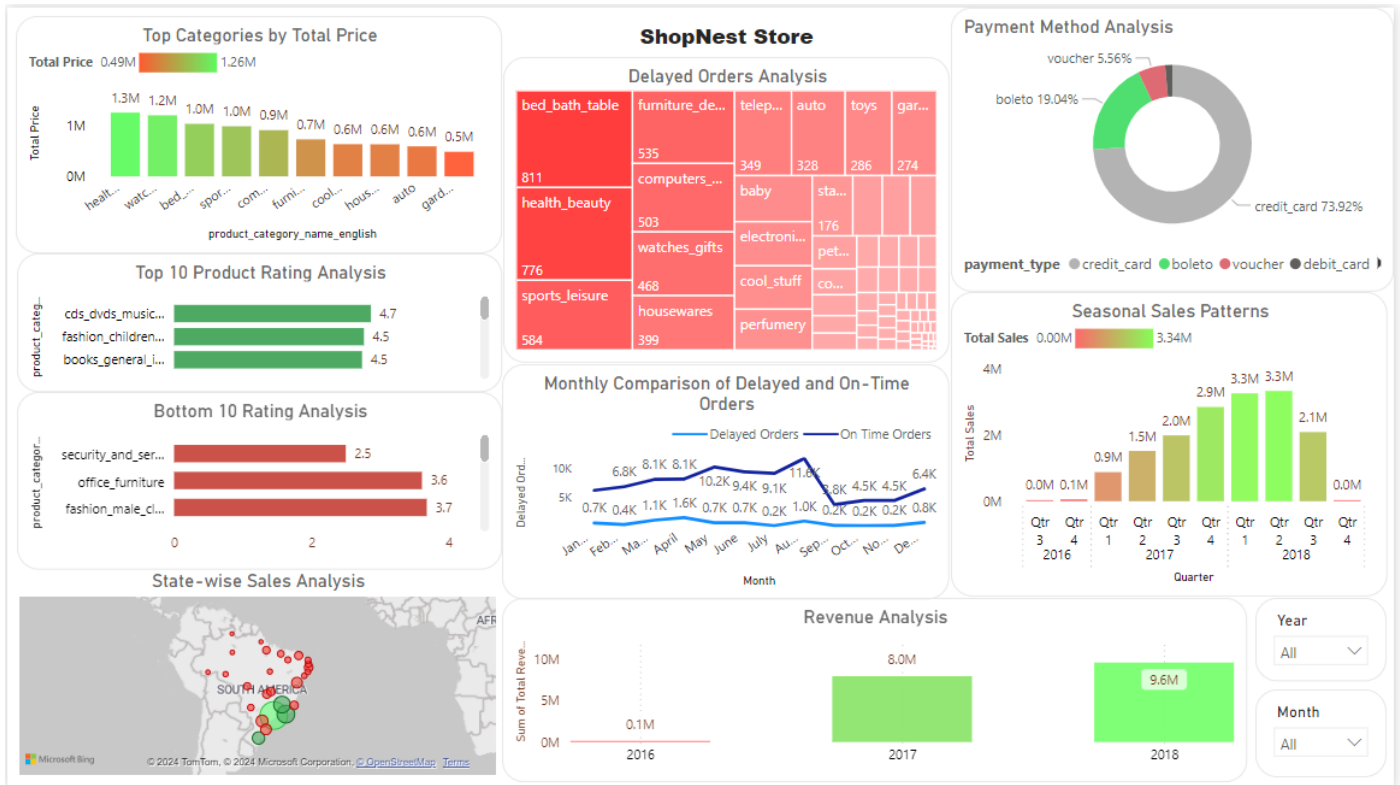 ShopNest Store
Top Categories by Total Price
Total Price 0.49M 1.26M
1.3M 1.2M 1.0M 1.0M 0.9M 0.7M 0.6M 0.6M 0.6M 0.5M
Total Price
1M
0M
healt... watc... bed_... spor... com... furni... cool... hous... auto gard...
product_category_name_english
Top 10 Product Rating Analysis
product_categ...
cds_dvds_music... 4.7
fashion_children... 4.5
books_general_i... 4.5
Bottom 10 Rating Analysis
product_categor...
security_and_ser... 2.5
office_furniture 3.6
fashion_male_cl... 3.7
0 2 4
State-wise Sales Analysis
AFR
SOUTH AMERICA
Microsoft Bing
© 2024 TomTom, © 2024 Microsoft Corporation, © OpenStreetMap Terms
Delayed Orders Analysis
bed_bath_table
811
health_beauty
776
sports_leisure
584
furniture_de...
535
computers_...
503
watches_gifts
468
housewares
399
telep...
349
auto
328
toys
286
gar...
274
baby
electroni...
cool_stuff
perfumery
sta...
176
pet...
co...
Monthly Comparison of Delayed and On-Time
Orders
Delayed Orders On Time Orders
Delayed Ord...
10K
5K
6.8K 8.1K 8.1K 10.2K 9.4K 9.1K 11.6K 3.8K 4.5K 4.5K 6.4K
0.7K 0.4K 1.1K 1.6K 0.7K 0.7K 0.2K 1.0K 0.2K 0.2K 0.2K 0.8K
Jan... Feb... Ma... April May June July Au... Sep... Oct... No... De...
Month
Payment Method Analysis
voucher 5.56%
boleto 19.04%
credit_card 73.92%
payment_type credit_card boleto voucher debit_card
Seasonal Sales Patterns
Total Sales 0.00M 3.34M
Total Sales
4M
2M
0M
0.0M 0.1M 0.9M 1.5M 2.0M 2.9M 3.3M 3.3M 2.1M 0.0M
Qtr Qtr Qtr Qtr Qtr Qtr Qtr Qtr Qtr Qtr
3 4 1 2 3 4 1 2 3 4
2016 2017 2018
Quarter
Revenue Analysis
Sum of Total Reve...
10M
5M
0M
0.1M 8.0M 9.6M
2016 2017 2018
Year
All
Month
All